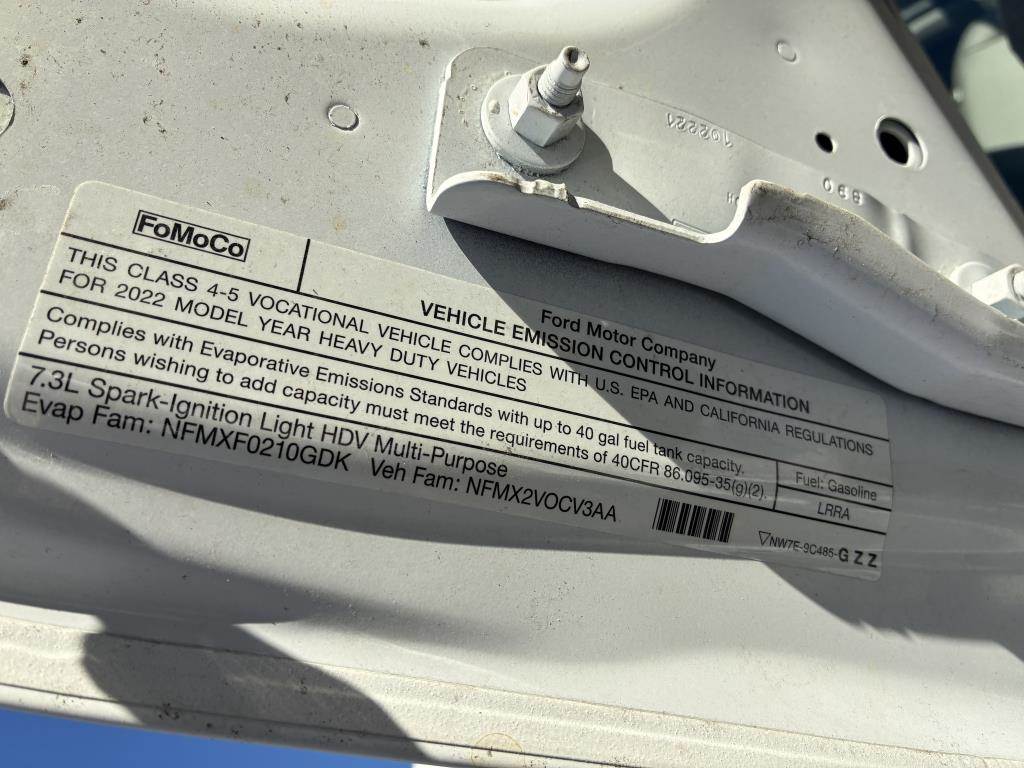 FoMoCo
Ford Motor Company
VEHICLE EMISSION CONTROL INFORMATION
THIS CLASS 4-5 VOCATIONAL VEHICLE COMPLIES WITH U.S. EPA AND CALIFORNIA REGULATIONS
FOR 2022 MODEL YEAR HEAVY DUTY VEHICLES
Complies with Evaporative Emissions Standards with up to 40 gal fuel tank capacity.
Persons wishing to add capacity must meet the requirements of 40CFR 86.095-35(g)(2).
7.3L Spark-Ignition Light HDV Multi-Purpose
Evap Fam: NFMXF0210GDK Veh Fam: NFMX2VOCV3AA
Fuel: Gasoline
LRRA
NW7E-9C485-GZZ
102221